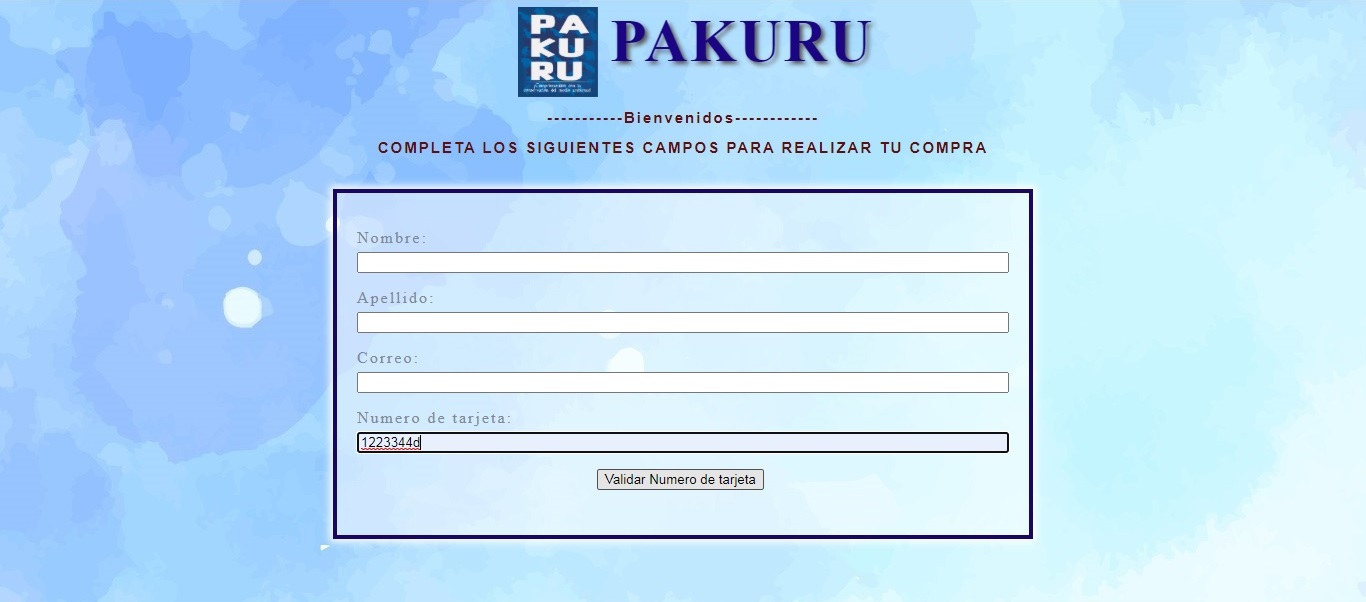 PA
KU
RU
PAKURU
-----------Bienvenidos------------
COMPLETA LOS SIGUIENTES CAMPOS PARA REALIZAR TU COMPRA
Nombre:
Apellido:
Correo:
Numero de tarjeta:
1223344d
Validar Numero de tarjeta